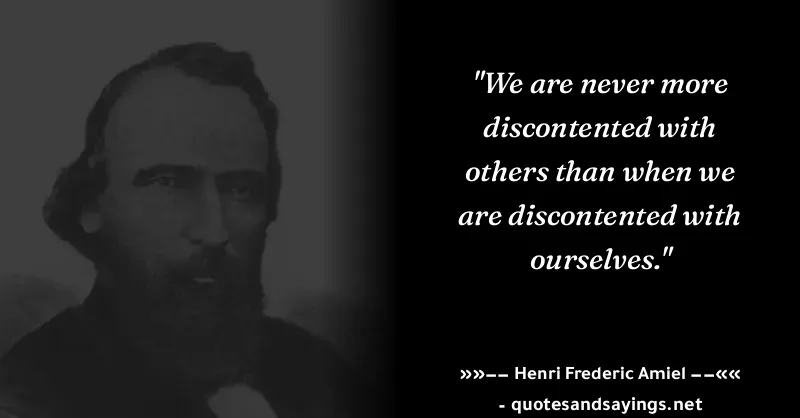 "We are never more
discontented with
others than when we
are discontented with
ourselves."
»»−− Henri Frederic Amiel −−««
- quotesandsayings.net